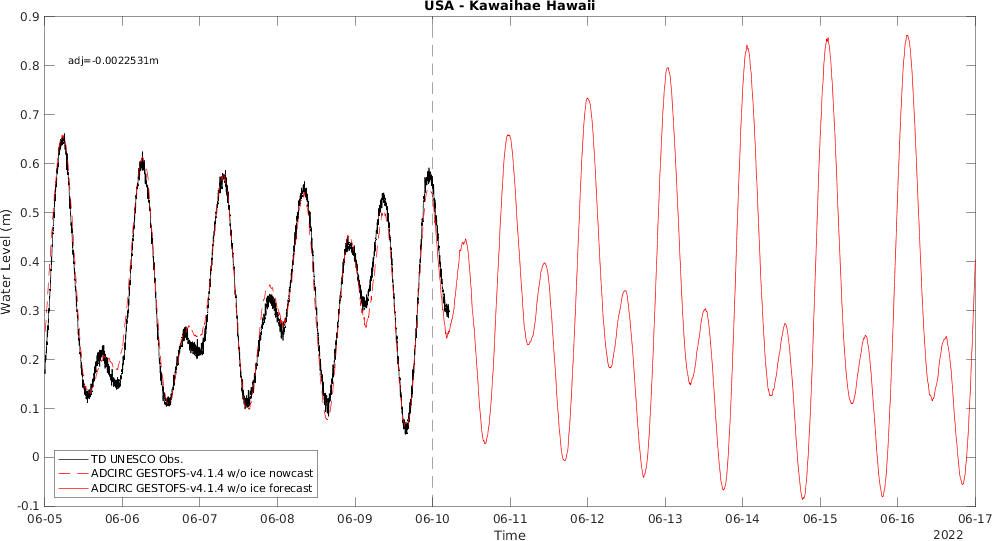 USA - Kawaihae Hawaii
adj=-0.0022531m
Water Level (m)
0.9
0.8
0.7
0.6
0.5
0.4
0.3
0.2
0.1
0
-0.1
TD UNESCO Obs.
ADCIRC GESTOFS-v4.1.4 w/o ice nowcast
ADCIRC GESTOFS-v4.1.4 w/o ice forecast
06-05 06-06 06-07 06-08 06-09 06-10 06-11 06-12 06-13 06-14 06-15 06-16 06-17
Time
2022